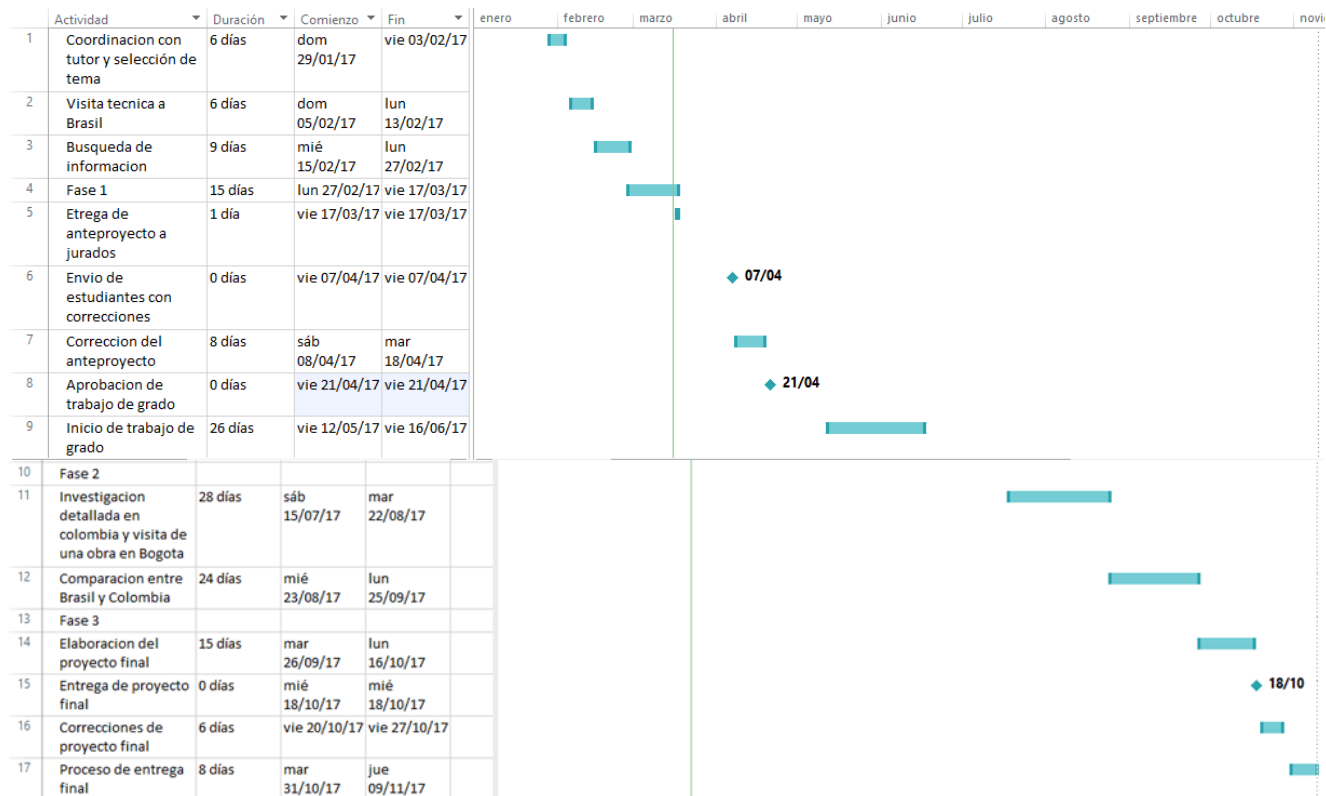 Actividad Duración Comienzo Fin enero febrero marzo abril mayo junio julio agosto septiembre octubre novi
1 Coordinacion con 6 días dom vie 03/02/17
tutor y selección de 29/01/17
tema
2 Visita tecnica a 6 días dom lun
Brasil 05/02/17 13/02/17
3 Busqueda de 9 días mié lun
informacion 15/02/17 27/02/17
4 Fase 1 15 días lun 27/02/17 vie 17/03/17
5 Etrega de 1 día vie 17/03/17 vie 17/03/17
anteproyecto a
jurados
6 Envio de 0 días vie 07/04/17 vie 07/04/17 07/04
estudiantes con
correcciones
7 Correccion del 8 días sáb mar
anteproyecto 08/04/17 18/04/17
8 Aprobacion de 0 días vie 21/04/17 vie 21/04/17 21/04
trabajo de grado
9 Inicio de trabajo de 26 días vie 12/05/17 vie 16/06/17
grado
10 Fase 2
11 Investigacion 28 días sáb mar
detallada en 15/07/17 22/08/17
colombia y visita de
una obra en Bogota
12 Comparacion entre 24 días mié lun
Brasil y Colombia 23/08/17 25/09/17
13 Fase 3
14 Elaboracion del 15 días mar lun
proyecto final 26/09/17 16/10/17
15 Entrega de proyecto 0 días mié mié 18/10
final 18/10/17 18/10/17
16 Correcciones de 6 días vie 20/10/17 vie 27/10/17
proyecto final
17 Proceso de entrega 8 días mar jue
final 31/10/17 09/11/17